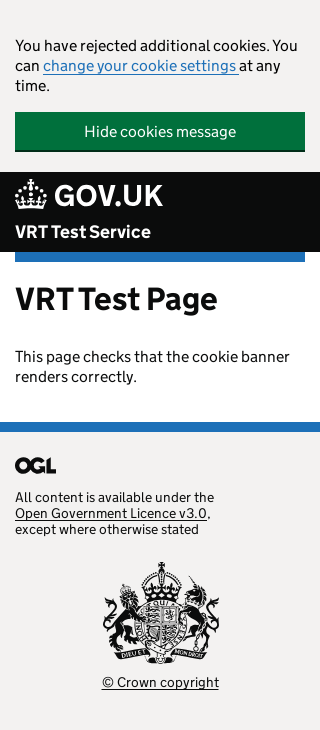 You have rejected additional cookies. You
can change your cookie settings at any
time.
Hide cookies message
GOV.UK
VRT Test Service
VRT Test Page
This page checks that the cookie banner
renders correctly.
OGL
All content is available under the
Open Government Licence v3.0,
except where otherwise stated
DIEU ET MON DROIT
© Crown copyright